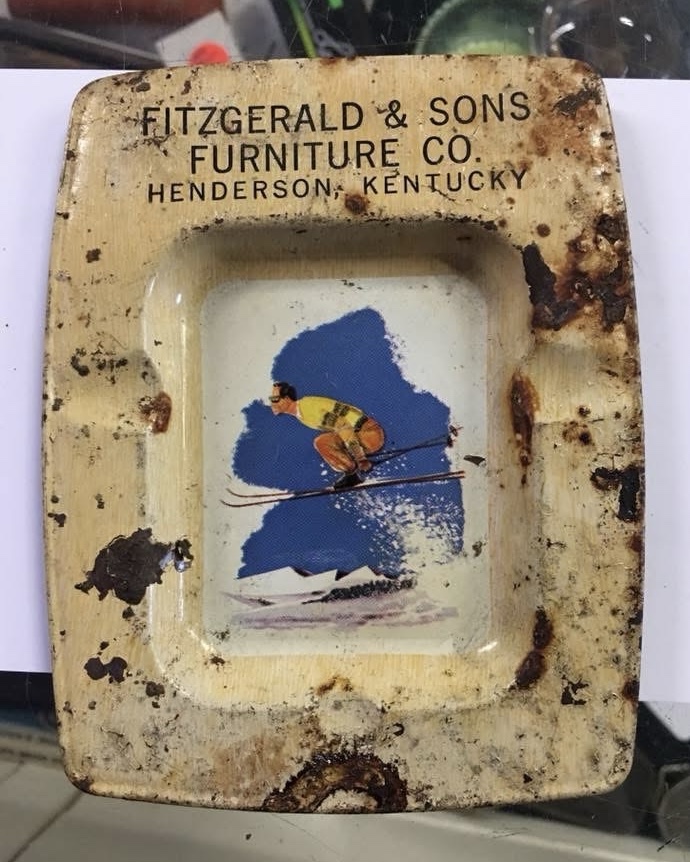 FITZGERALD & SONS
FURNITURE CO.
HENDERSON, KENTUCKY